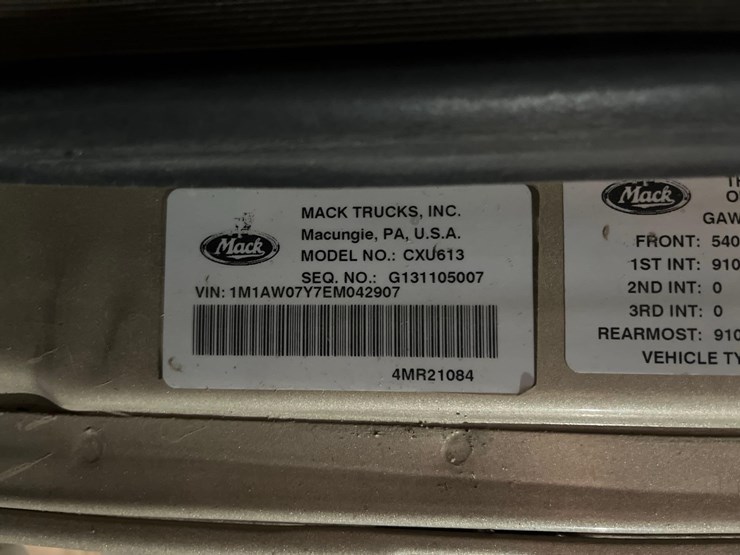 Mack
MACK TRUCKS, INC.
Macungie, PA, U.S.A.
MODEL NO.: CXU613
SEQ. NO.: G131105007
VIN: 1M1AW07Y7EM042907
4MR21084
Mack
GAW
FRONT: 540
1ST INT: 910
2ND INT: 0
3RD INT: 0
REARMOST: 910
VEHICLE TY